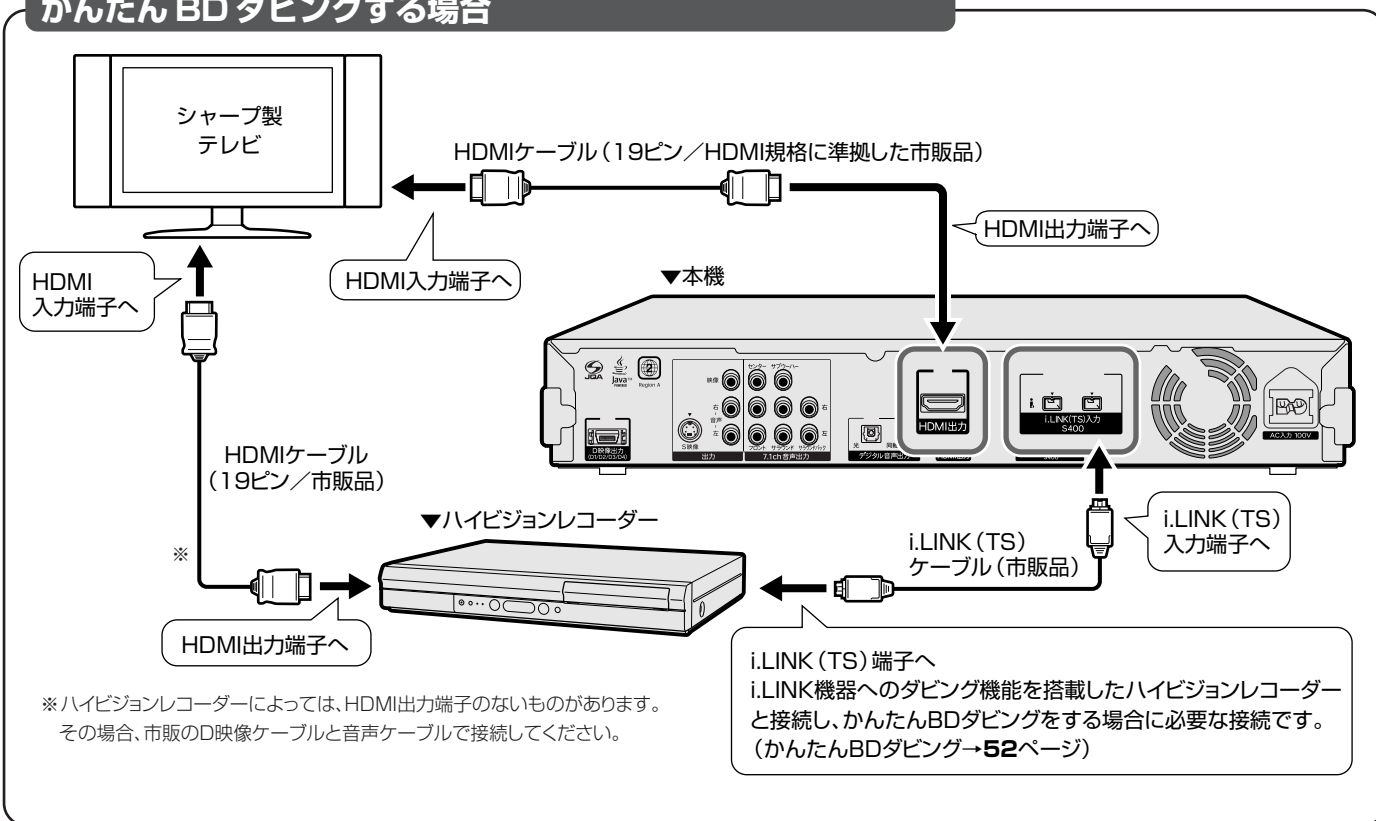 かんたん BD ダビングする場合
シャープ製
テレビ
HDMIケーブル（19ピン／HDMI規格に準拠した市販品）
HDMI出力端子へ
HDMI入力端子へ
HDMI
入力端子へ
▼本機
JQA
Java™
POWERED
2
Region A
D映像出力
(D1/D2/D3/D4)
映像
右
音声
左
S映像
出力
センター サブウーハー
右
左
フロント サラウンド サラウンドバック
7.1ch音声出力
光
デジタル音声出力
HDMI出力
i.LINK(TS)入力
S400
AC入力 100V
HDMIケーブル
（19ピン／市販品）
※
▼ハイビジョンレコーダー
i.LINK（TS）
ケーブル（市販品）
i.LINK（TS）
入力端子へ
HDMI出力端子へ
i.LINK（TS）端子へ
i.LINK機器へのダビング機能を搭載したハイビジョンレコーダー
と接続し、かんたんBDダビングをする場合に必要な接続です。
（かんたんBDダビング→52ページ）
※ハイビジョンレコーダーによっては、HDMI出力端子のないものがあります。
その場合、市販のD映像ケーブルと音声ケーブルで接続してください。